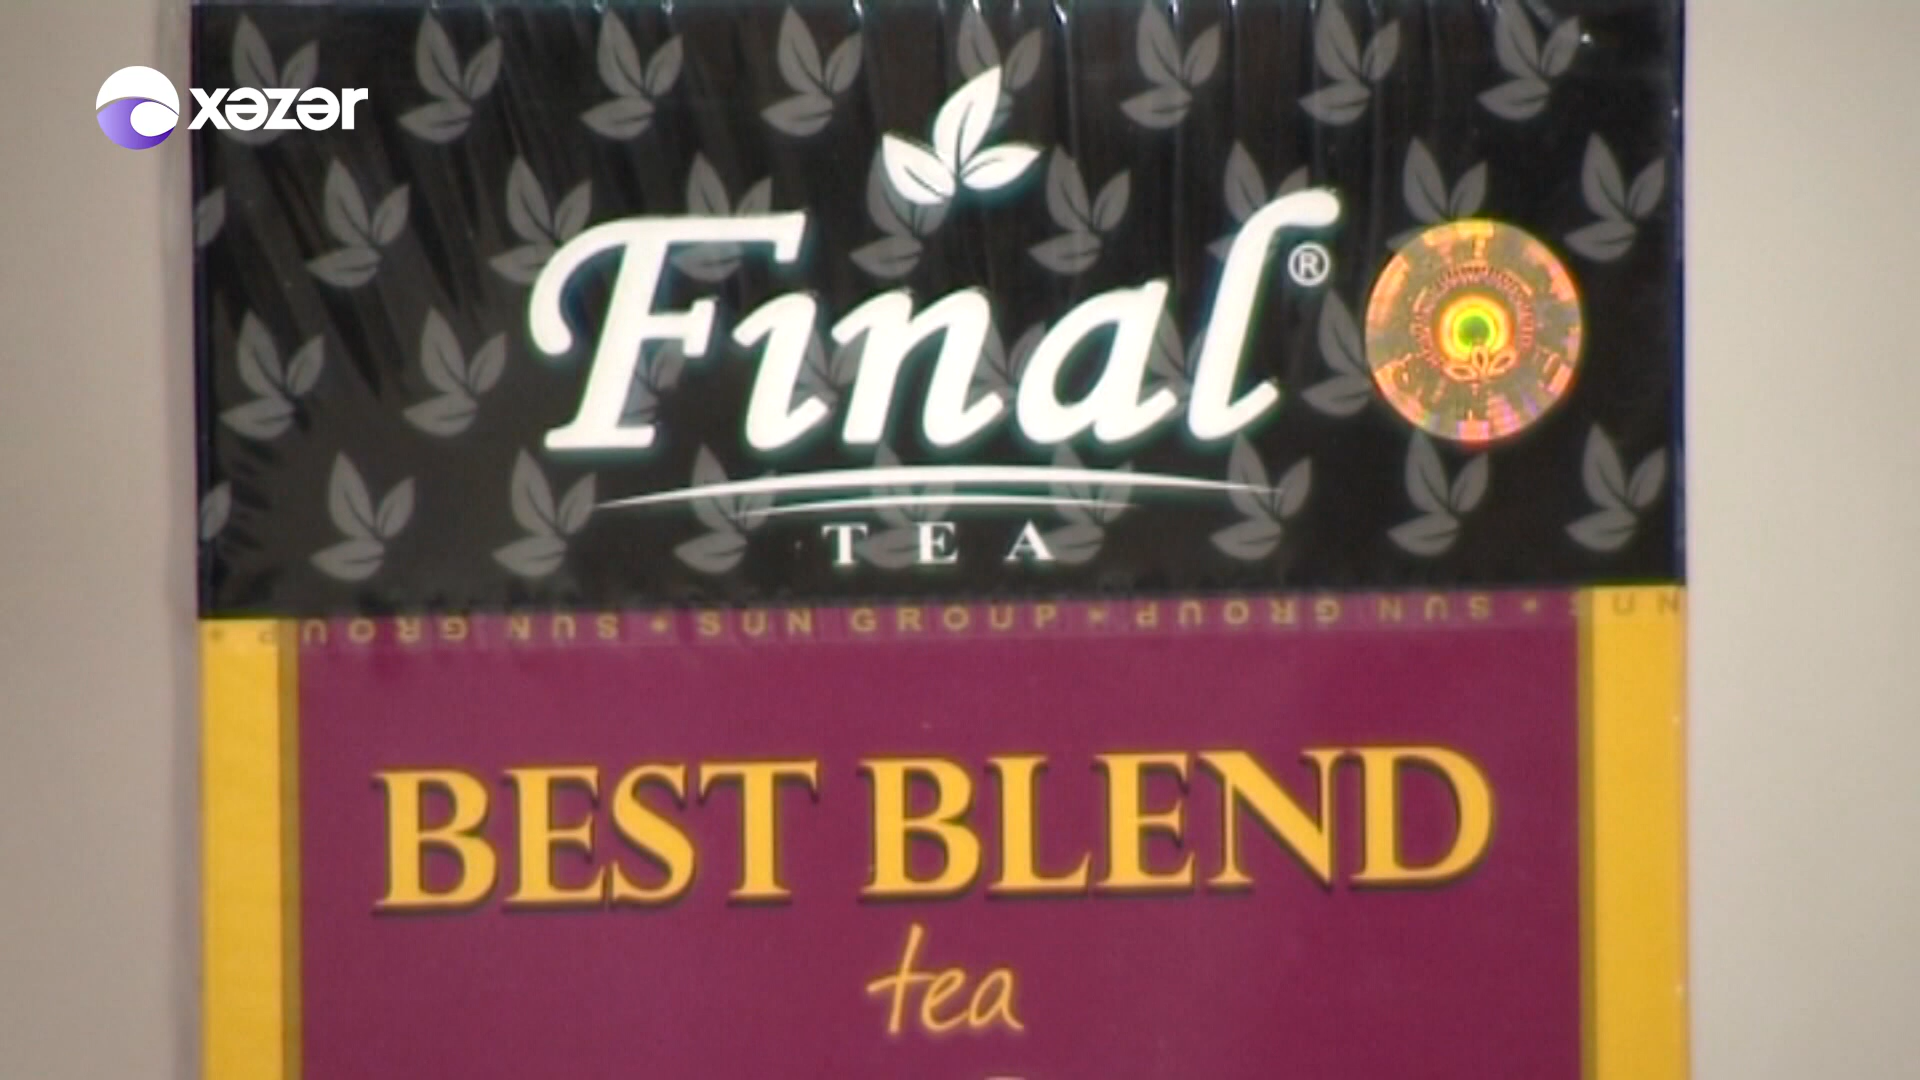 xəzər
Final®
TEA
SUN GROUP * SUN GROUP * SUN GROUP * SUN
BEST BLEND
tea